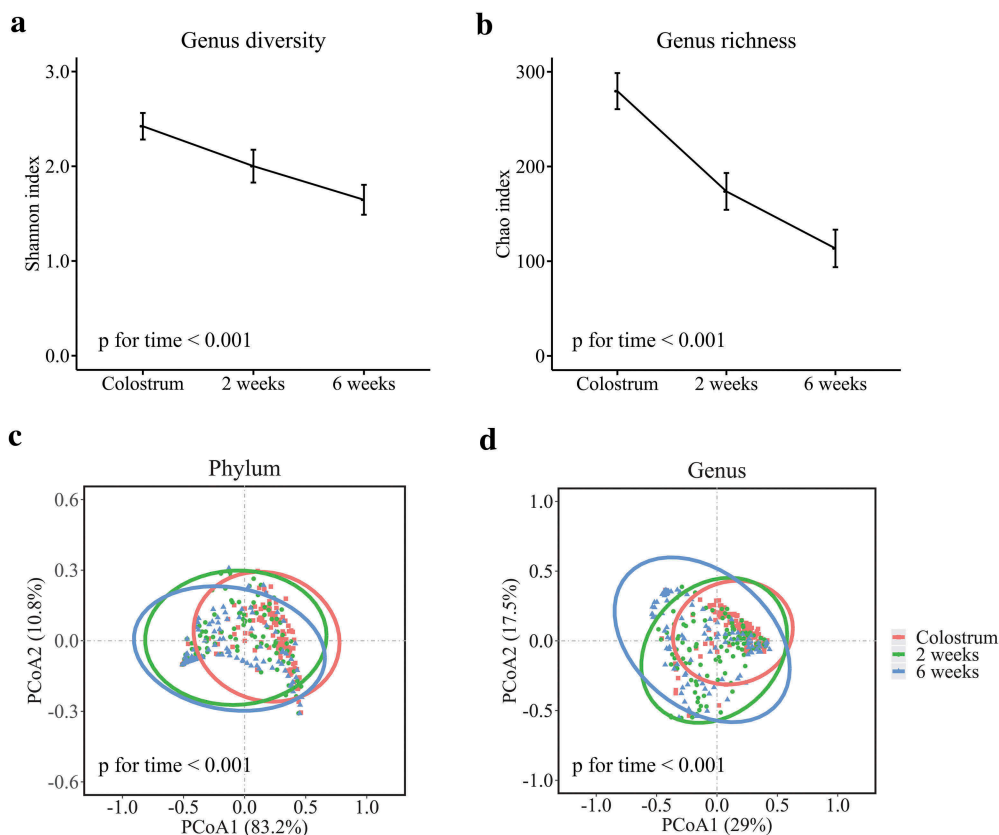 a
Genus diversity
3.0
2.0
1.0
0.0
Shannon index
p for time < 0.001
Colostrum 2 weeks 6 weeks
b
Genus richness
300
200
100
0
Chao index
p for time < 0.001
Colostrum 2 weeks 6 weeks
c
Phylum
0.6
0.3
0.0
-0.3
-0.6
PCoA2 (10.8%)
p for time < 0.001
-1.0 -0.5 0.0 0.5 1.0
PCoA1 (83.2%)
d
Genus
1.0
0.5
0.0
-0.5
-1.0
PCoA2 (17.5%)
p for time < 0.001
-1.0 -0.5 0.0 0.5 1.0
PCoA1 (29%)
Colostrum
2 weeks
6 weeks